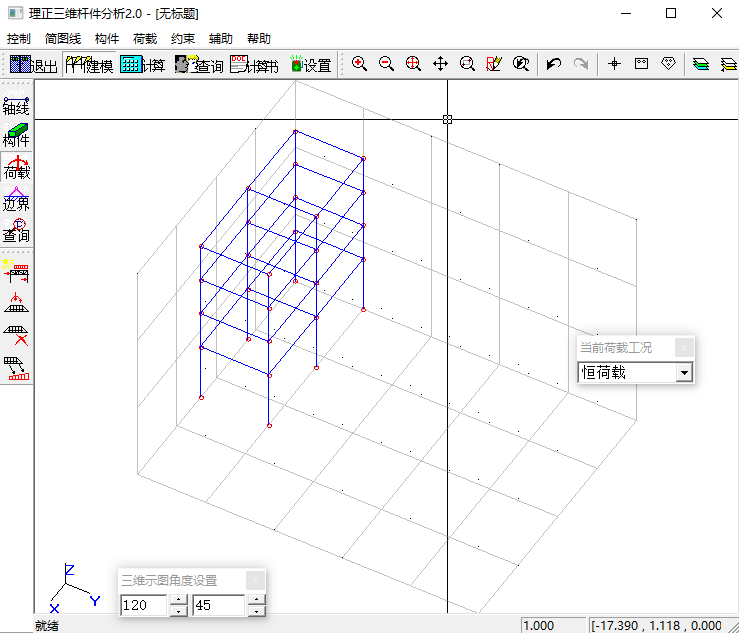 理正三维杆件分析2.0 - [无标题]
控制 简图线 构件 荷载 约束 辅助 帮助
退出 建模 计算 查询 计算书 设置
轴线
构件
荷载
边界
查询
当前荷载工况
恒荷载
三维示图角度设置
120 45
Z
X Y
就绪 1.000 [-17.390 , 1.118 , 0.000